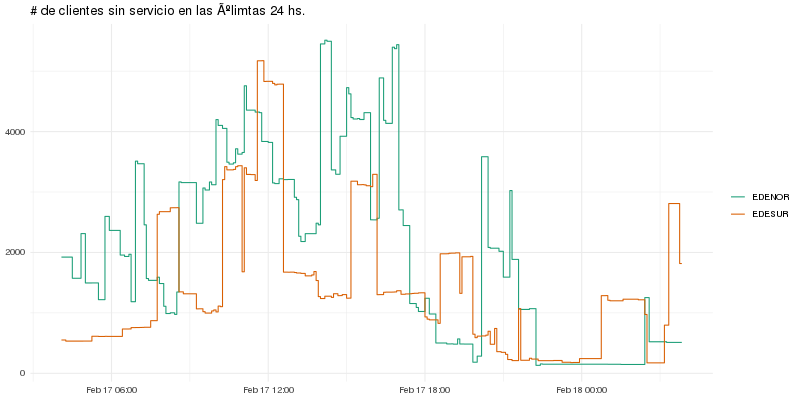 # de clientes sin servicio en las Ãºlimtas 24 hs.
4000
2000
0
EDENOR
EDESUR
Feb 17 06:00
Feb 17 12:00
Feb 17 18:00
Feb 18 00:00